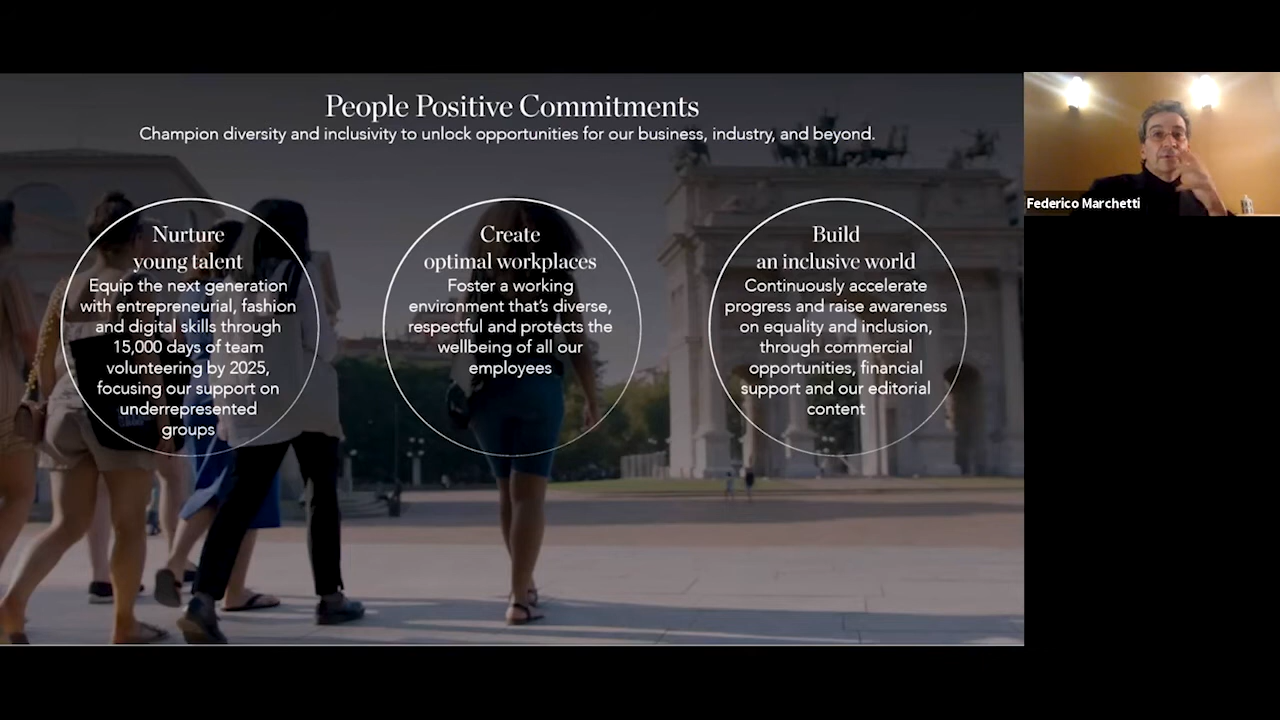 People Positive Commitments
Champion diversity and inclusivity to unlock opportunities for our business, industry, and beyond.
Nurture
young talent
Equip the next generation
with entrepreneurial, fashion
and digital skills through
15,000 days of team
volunteering by 2025,
focusing our support on
underrepresented
groups
Create
optimal workplaces
Foster a working
environment that's diverse,
respectful and protects the
wellbeing of all our
employees
Build
an inclusive world
Continuously accelerate
progress and raise awareness
on equality and inclusion,
through commercial
opportunities, financial
support and our editorial
content
Federico Marchetti